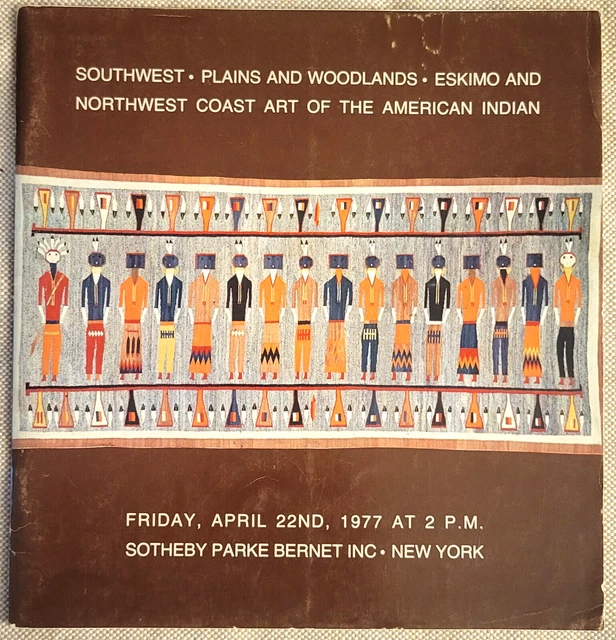 SOUTHWEST • PLAINS AND WOODLANDS • ESKIMO AND
NORTHWEST COAST ART OF THE AMERICAN INDIAN
FRIDAY, APRIL 22ND, 1977 AT 2 P.M.
SOTHEBY PARKE BERNET INC • NEW YORK